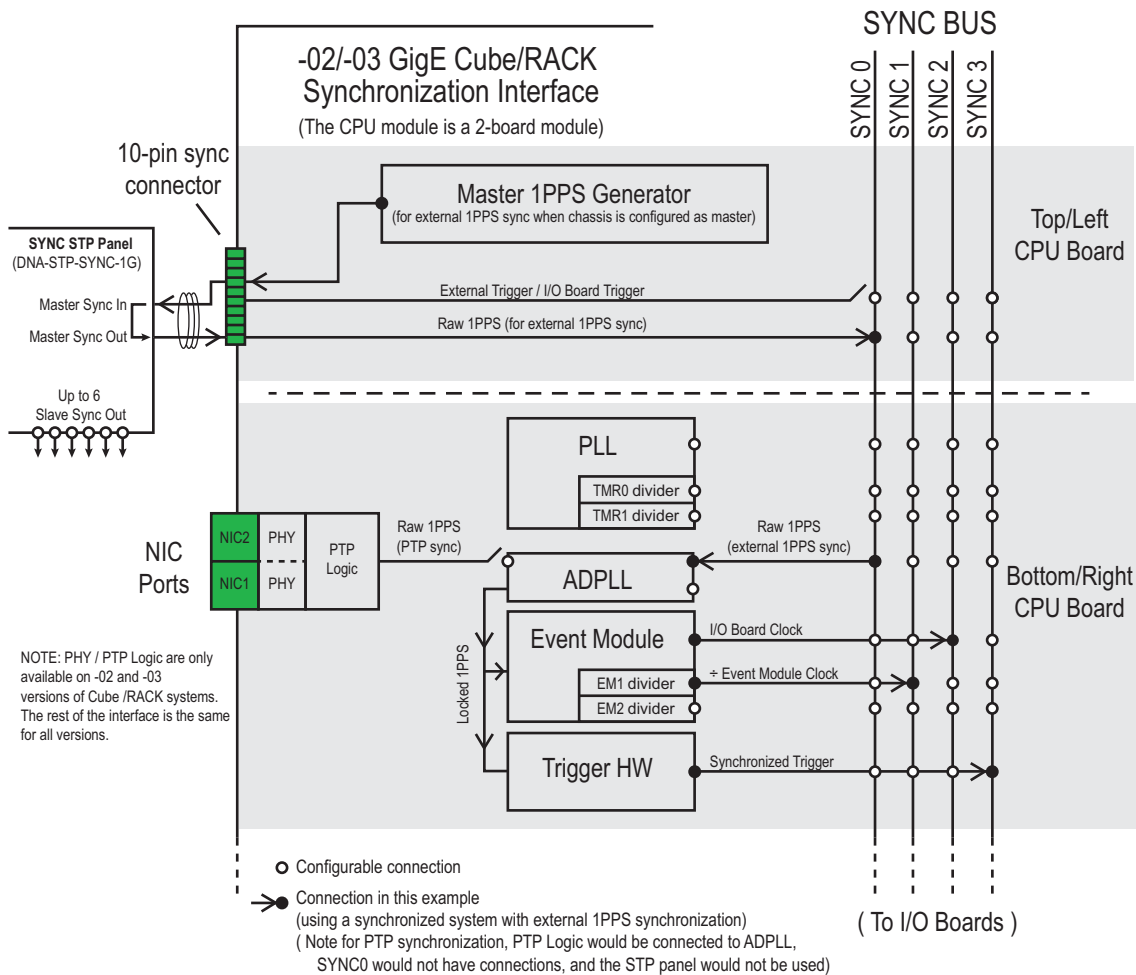 SYNC BUS
-02/-03 GigE Cube/RACK
Synchronization Interface
(The CPU module is a 2-board module)
SYNC 0
SYNC 1
SYNC 2
SYNC 3
10-pin sync
connector
Master 1PPS Generator
(for external 1PPS sync when chassis is configured as master)
Top/Left
CPU Board
SYNC STP Panel
(DNA-STP-SYNC-1G)
Master Sync In
Master Sync Out
External Trigger / I/O Board Trigger
Raw 1PPS (for external 1PPS sync)
Up to 6
Slave Sync Out
PLL
TMR0 divider
TMR1 divider
NIC
Ports
NIC2
PHY
NIC1
PHY
PTP
Logic
Raw 1PPS
(PTP sync)
Raw 1PPS
(external 1PPS sync)
ADPLL
Bottom/Right
CPU Board
Locked 1PPS
Event Module
I/O Board Clock
EM1 divider
÷ Event Module Clock
EM2 divider
Trigger HW
Synchronized Trigger
NOTE: PHY / PTP Logic are only
available on -02 and -03
versions of Cube /RACK systems.
The rest of the interface is the same
for all versions.
Configurable connection
Connection in this example
(using a synchronized system with external 1PPS synchronization)
( Note for PTP synchronization, PTP Logic would be connected to ADPLL,
SYNC0 would not have connections, and the STP panel would not be used)
( To I/O Boards )